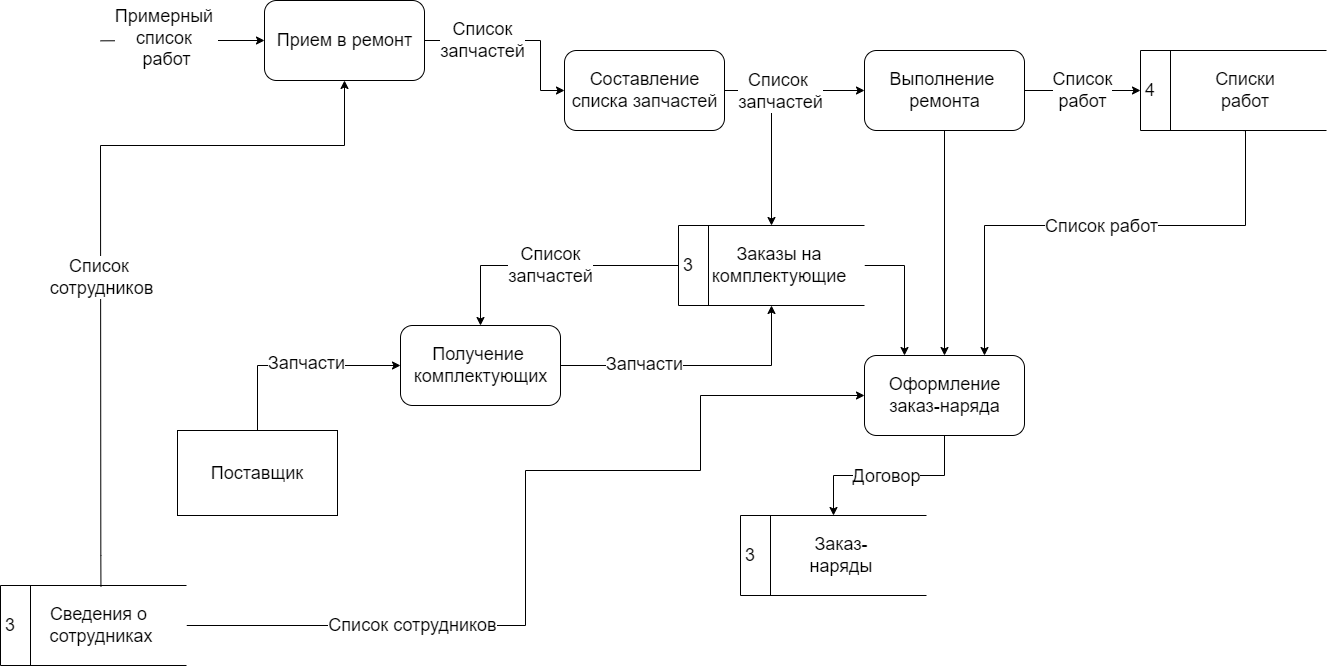 Примерный
список
работ
Прием в ремонт
Список
запчастей
Составление
списка запчастей
Список
запчастей
Выполнение
ремонта
Список
работ
4
Списки
работ
Список работ
Список
сотрудников
Список
запчастей
3
Заказы на
комплектующие
Запчасти
Получение
комплектующих
Запчасти
Оформление
заказ-наряда
Поставщик
Договор
3
Заказ-
наряды
3
Сведения о
сотрудниках
Список сотрудников